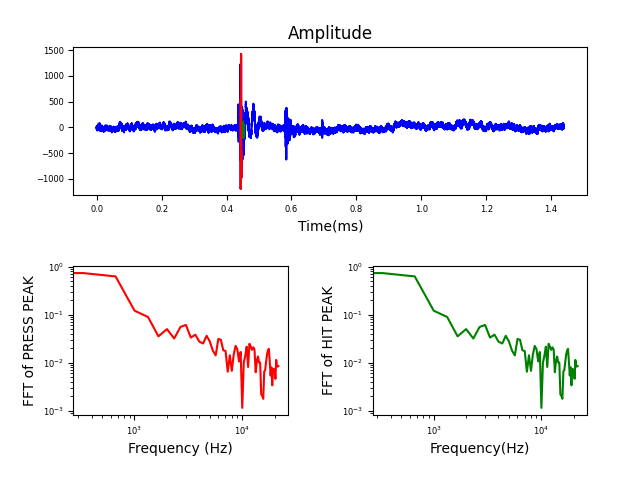 Amplitude
1500
1000
500
0
−500
−1000
0.0 0.2 0.4 0.6 0.8 1.0 1.2 1.4
Time(ms)
FFT of PRESS PEAK
10⁰
10⁻¹
10⁻²
10⁻³
10³ 10⁴
Frequency (Hz)
FFT of HIT PEAK
10⁰
10⁻¹
10⁻²
10⁻³
10³ 10⁴
Frequency(Hz)